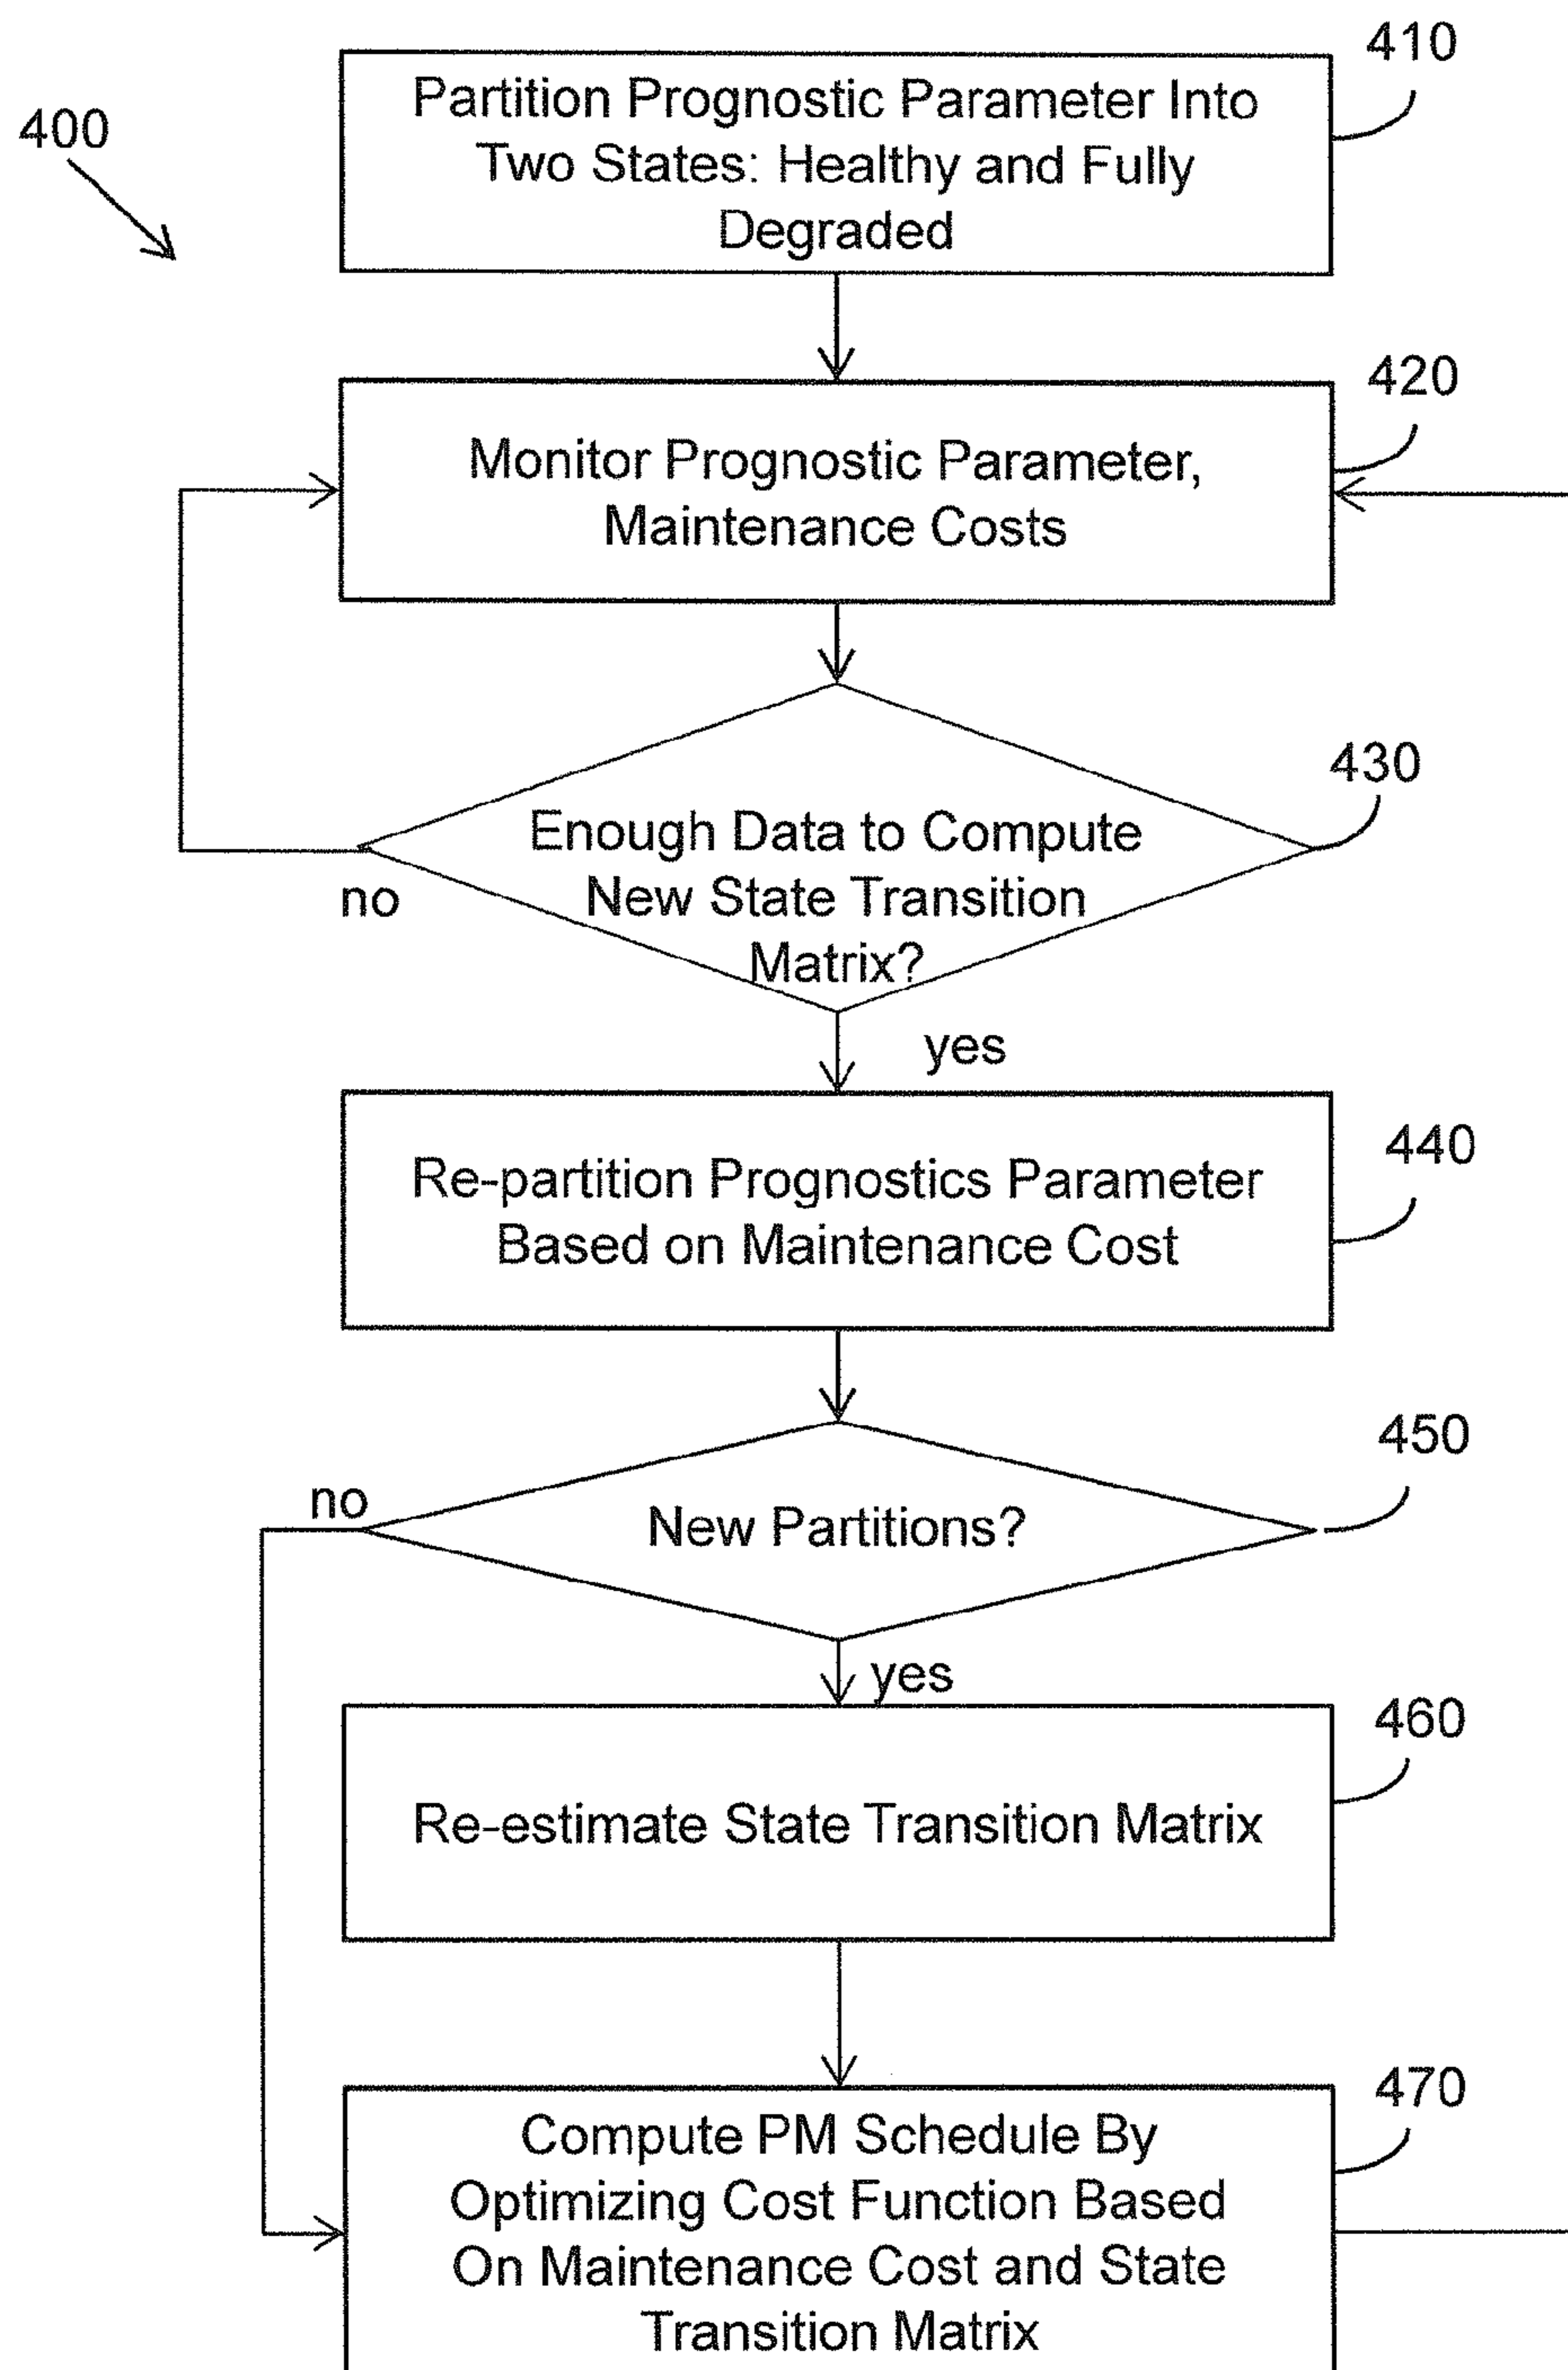 410
Partition Prognostic Parameter Into
Two States: Healthy and Fully
Degraded
400
420
Monitor Prognostic Parameter,
Maintenance Costs
430
Enough Data to Compute
New State Transition
Matrix?
no
yes
440
Re-partition Prognostics Parameter
Based on Maintenance Cost
450
no
New Partitions?
yes
460
Re-estimate State Transition Matrix
470
Compute PM Schedule By
Optimizing Cost Function Based
On Maintenance Cost and State
Transition Matrix